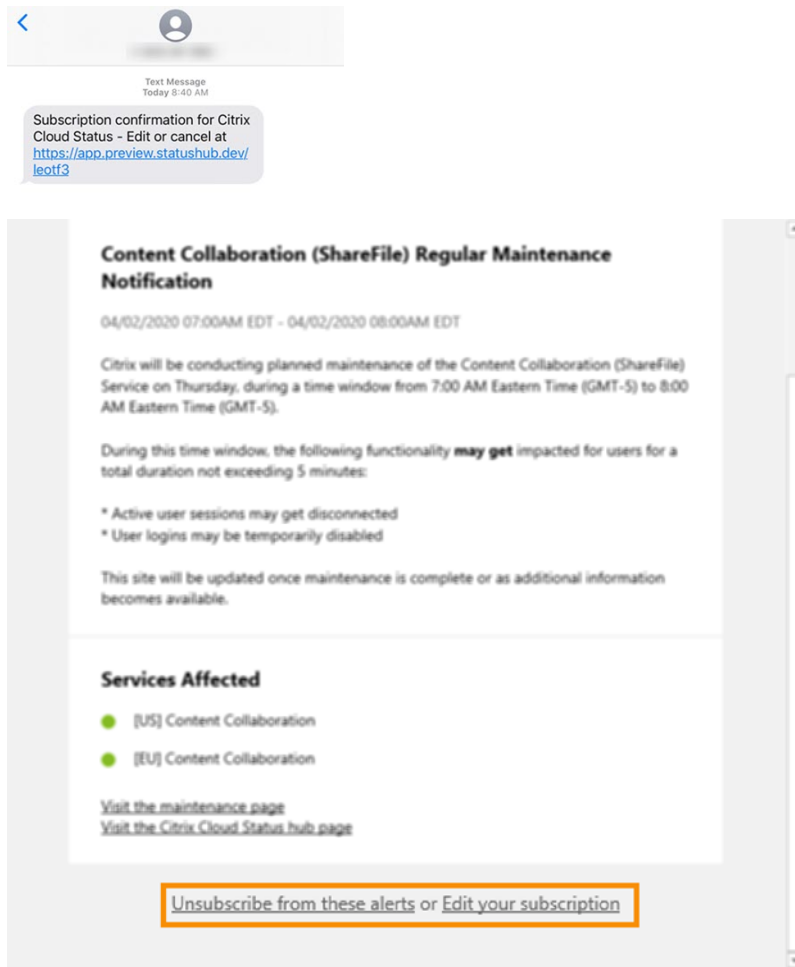 Text Message
Today 8:40 AM
Subscription confirmation for Citrix
Cloud Status - Edit or cancel at
https://app.preview.statushub.dev/
leotf3
Content Collaboration (ShareFile) Regular Maintenance
Notification
04/02/2020 07:00AM EDT - 04/02/2020 08:00AM EDT
Citrix will be conducting planned maintenance of the Content Collaboration (ShareFile)
Service on Thursday, during a time window from 7:00 AM Eastern Time (GMT-5) to 8:00
AM Eastern Time (GMT-5).
During this time window, the following functionality may get impacted for users for a
total duration not exceeding 5 minutes:
* Active user sessions may get disconnected
* User logins may be temporarily disabled
This site will be updated once maintenance is complete or as additional information
becomes available.
Services Affected
[US] Content Collaboration
[EU] Content Collaboration
Visit the maintenance page
Visit the Citrix Cloud Status hub page
Unsubscribe from these alerts or Edit your subscription